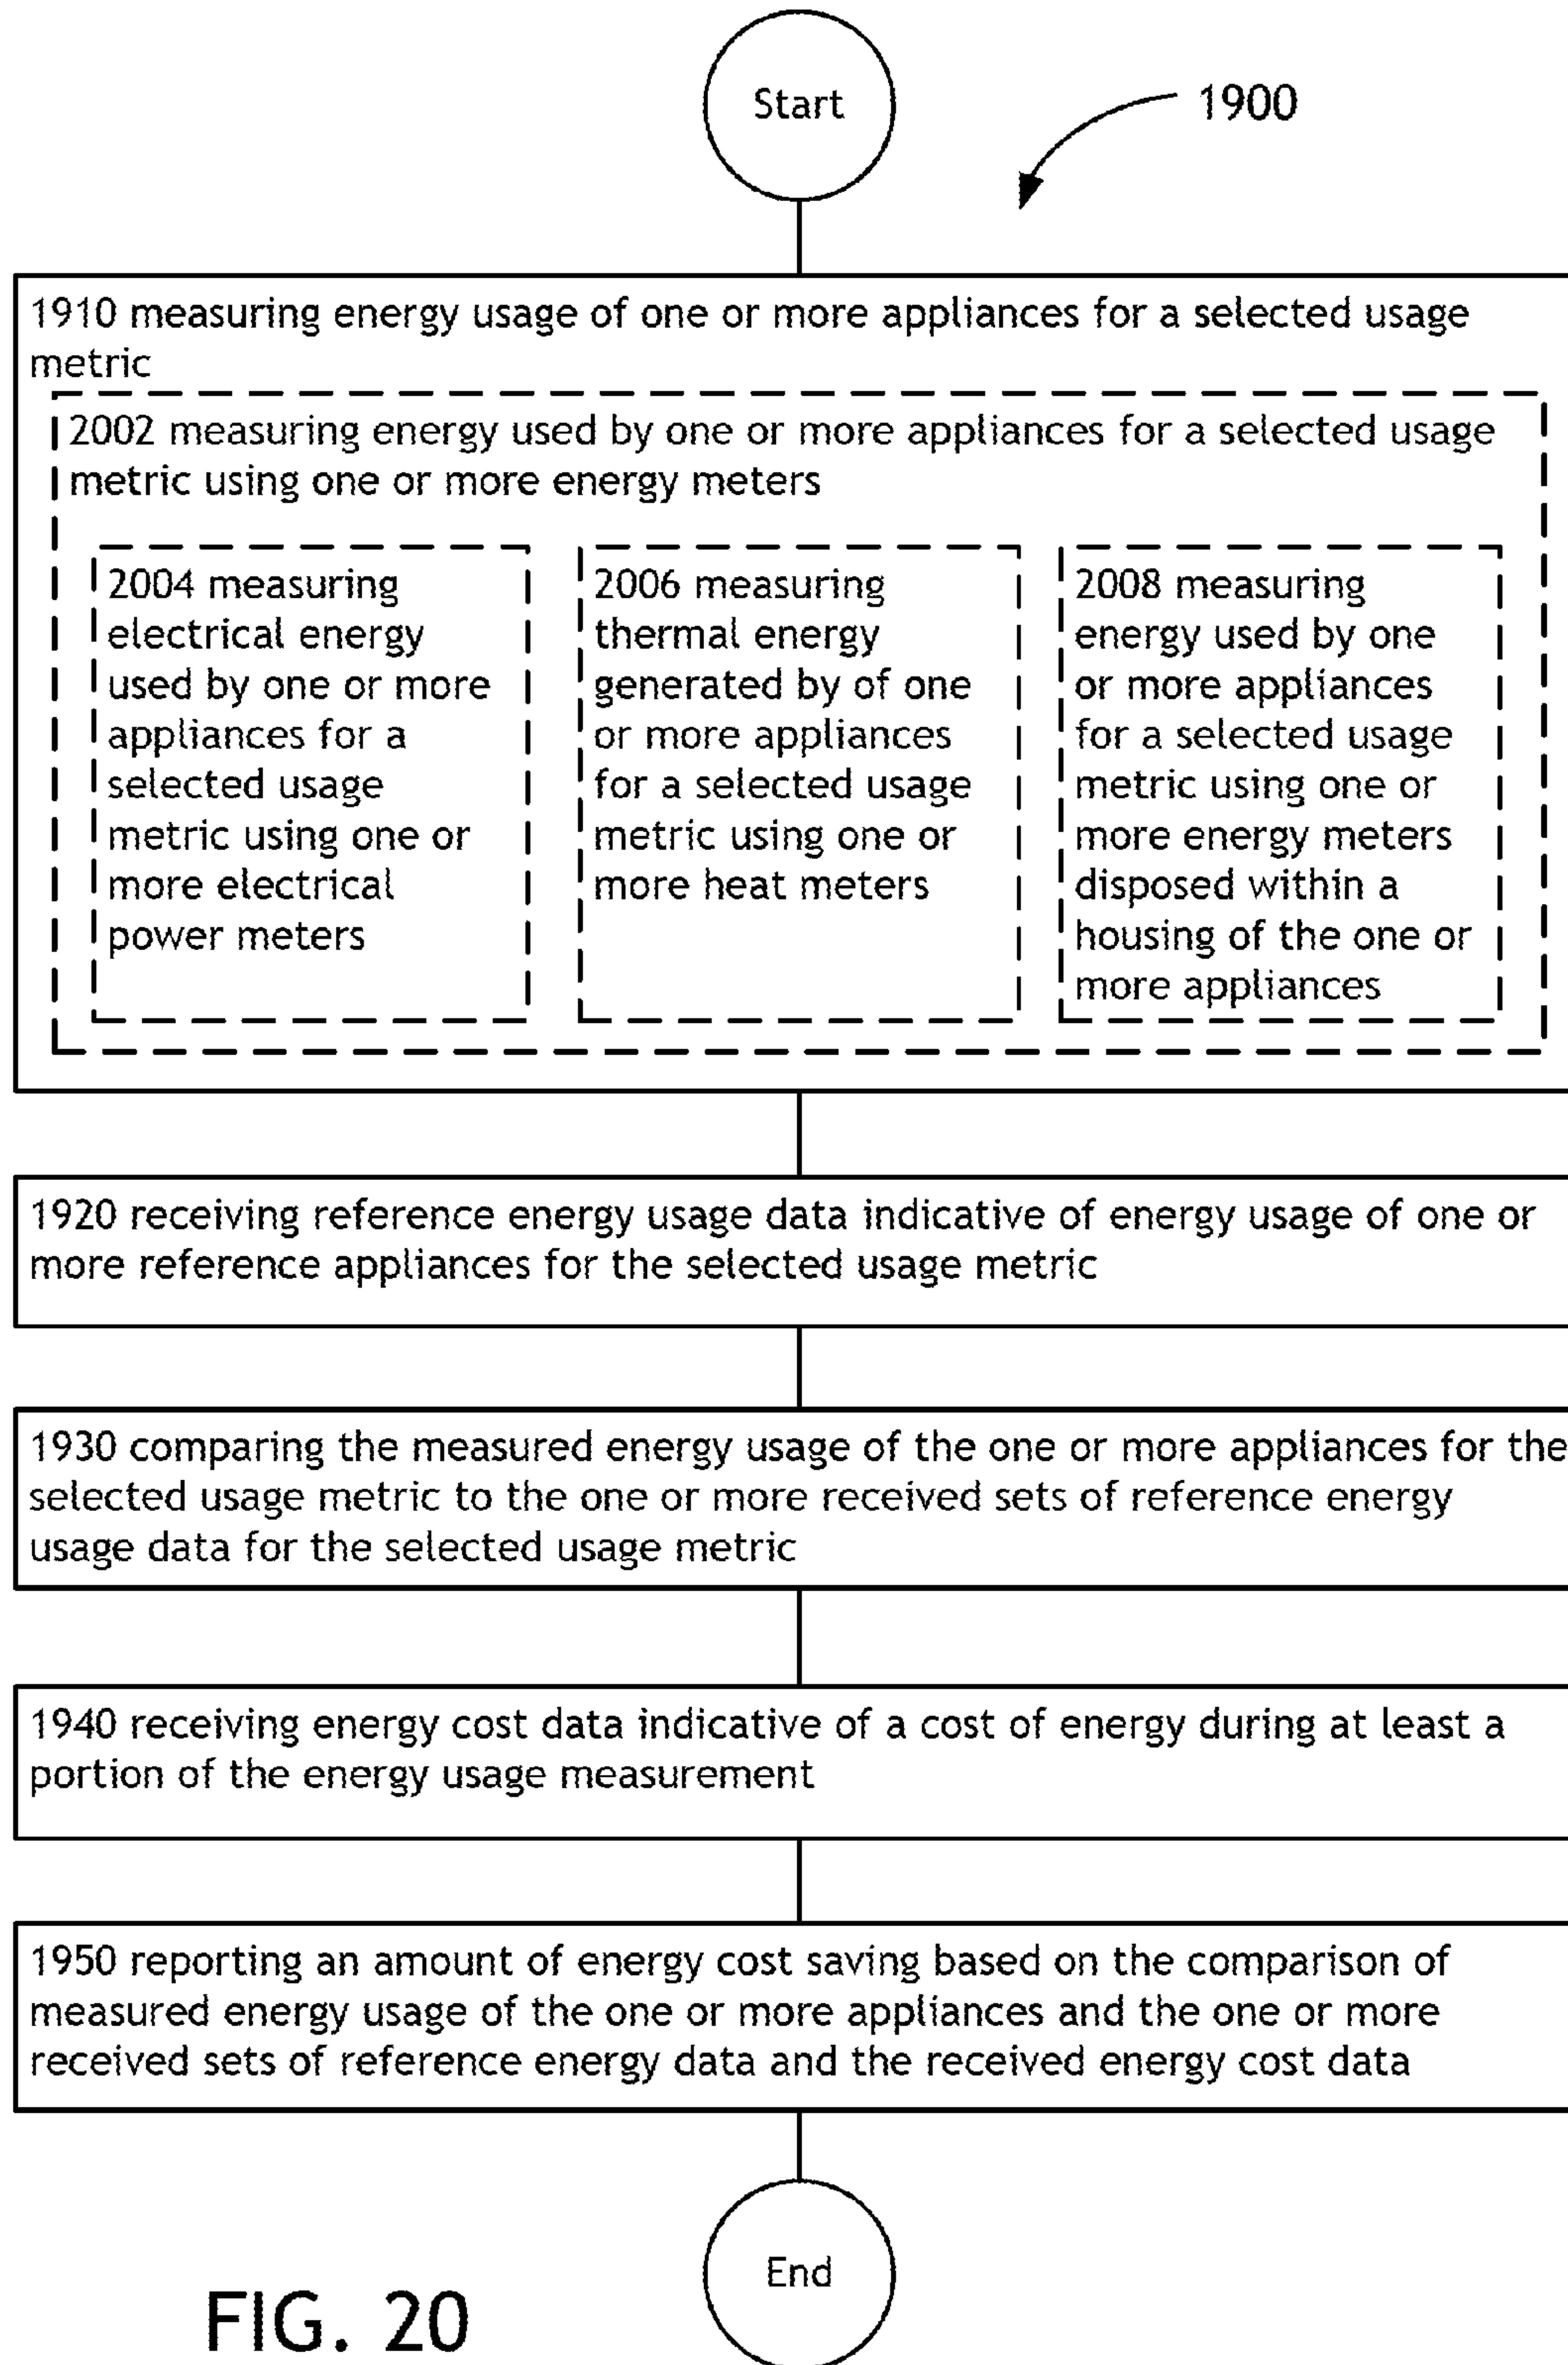 Start
1900
1910 measuring energy usage of one or more appliances for a selected usage
metric
2002 measuring energy used by one or more appliances for a selected usage
metric using one or more energy meters
2004 measuring
electrical energy
used by one or more
appliances for a
selected usage
metric using one or
more electrical
power meters
2006 measuring
thermal energy
generated by of one
or more appliances
for a selected usage
metric using one or
more heat meters
2008 measuring
energy used by one
or more appliances
for a selected usage
metric using one or
more energy meters
disposed within a
housing of the one or
more appliances
1920 receiving reference energy usage data indicative of energy usage of one or
more reference appliances for the selected usage metric
1930 comparing the measured energy usage of the one or more appliances for the
selected usage metric to the one or more received sets of reference energy
usage data for the selected usage metric
1940 receiving energy cost data indicative of a cost of energy during at least a
portion of the energy usage measurement
1950 reporting an amount of energy cost saving based on the comparison of
measured energy usage of the one or more appliances and the one or more
received sets of reference energy data and the received energy cost data
End
FIG. 20